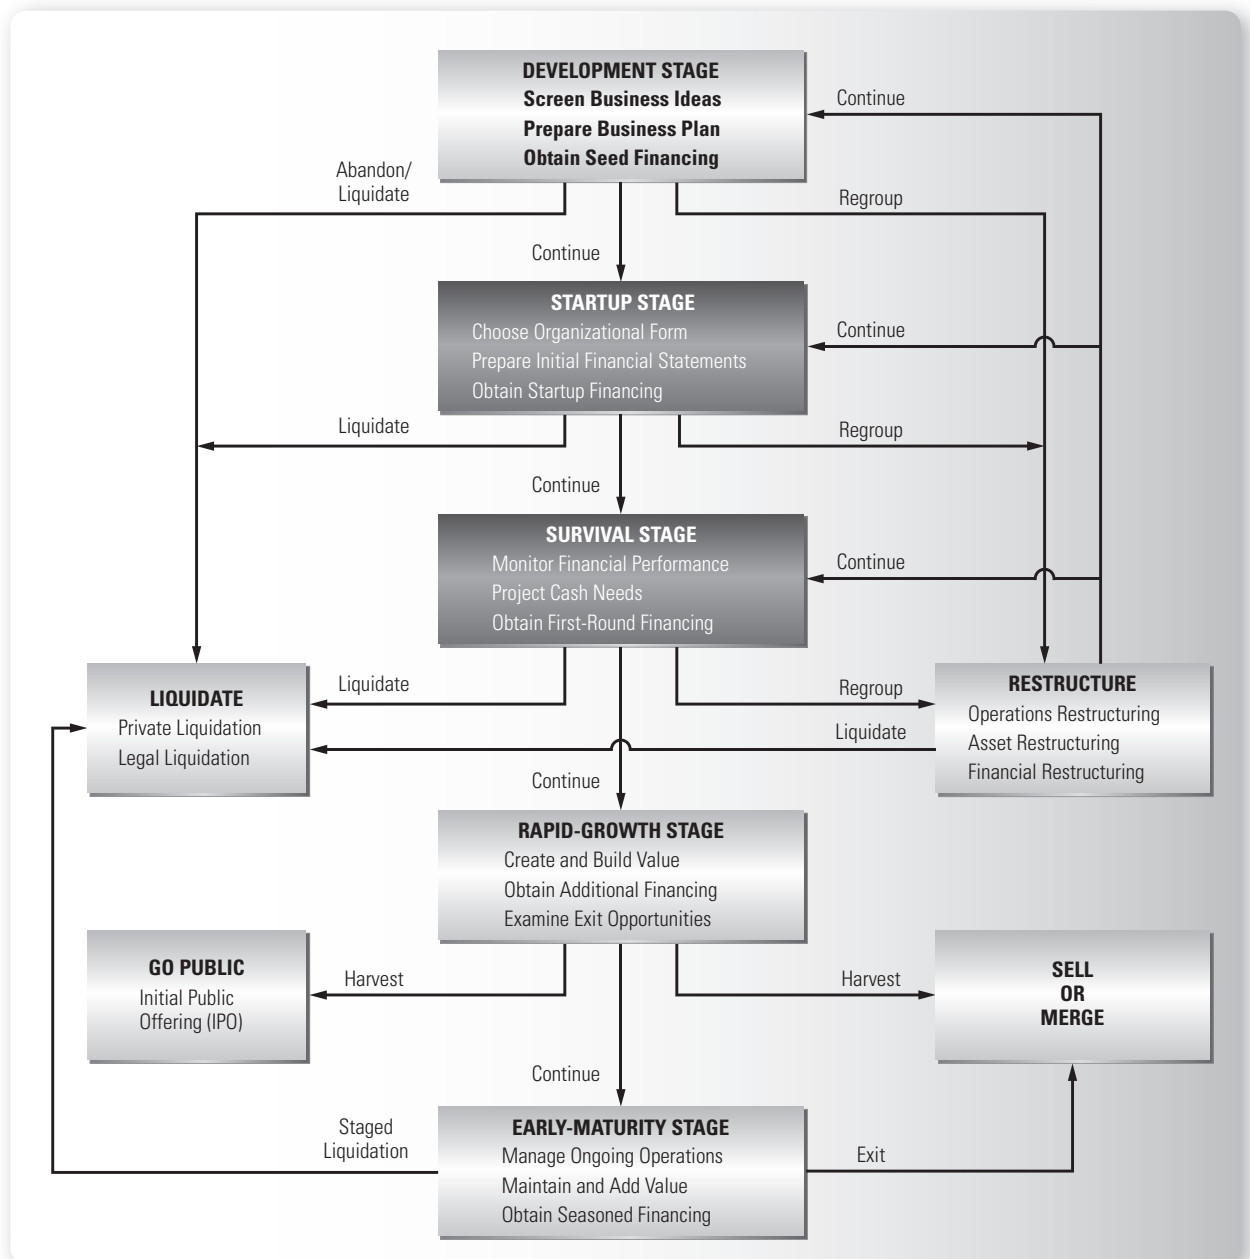 DEVELOPMENT STAGE
Screen Business Ideas
Prepare Business Plan
Obtain Seed Financing
Continue
Abandon/
Liquidate
Regroup
Continue
STARTUP STAGE
Choose Organizational Form
Prepare Initial Financial Statements
Obtain Startup Financing
Continue
Liquidate
Regroup
Continue
SURVIVAL STAGE
Monitor Financial Performance
Project Cash Needs
Obtain First-Round Financing
Continue
LIQUIDATE
Private Liquidation
Legal Liquidation
Liquidate
Regroup
Liquidate
RESTRUCTURE
Operations Restructuring
Asset Restructuring
Financial Restructuring
Continue
RAPID-GROWTH STAGE
Create and Build Value
Obtain Additional Financing
Examine Exit Opportunities
GO PUBLIC
Initial Public
Offering (IPO)
Harvest
Harvest
SELL
OR
MERGE
Continue
Staged
Liquidation
EARLY-MATURITY STAGE
Manage Ongoing Operations
Maintain and Add Value
Obtain Seasoned Financing
Exit